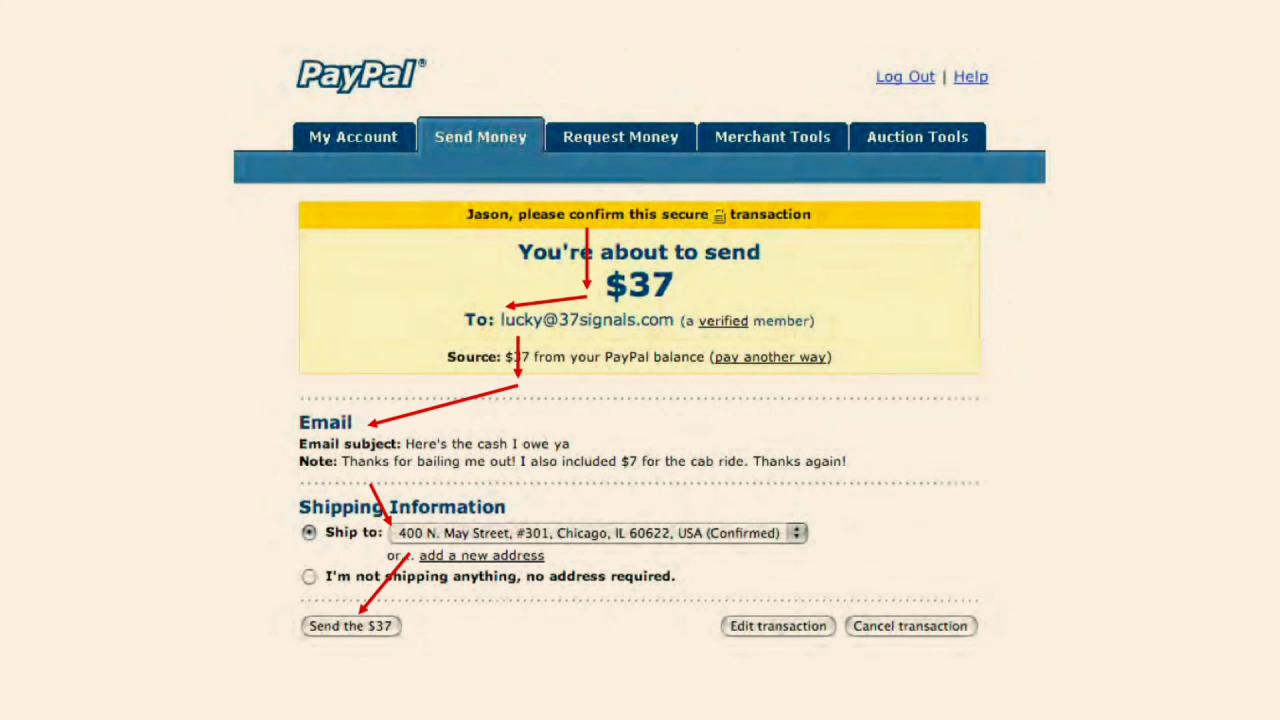 PayPal®
Log Out | Help
My Account Send Money Request Money Merchant Tools Auction Tools
Jason, please confirm this secure transaction
You're about to send
$37
To: lucky@37signals.com (a verified member)
Source: $37 from your PayPal balance (pay another way)
Email
Email subject: Here's the cash I owe ya
Note: Thanks for bailing me out! I also included $7 for the cab ride. Thanks again!
Shipping Information
Ship to: 400 N. May Street, #301, Chicago, IL 60622, USA (Confirmed)
or... add a new address
I'm not shipping anything, no address required.
Send the $37 Edit transaction Cancel transaction